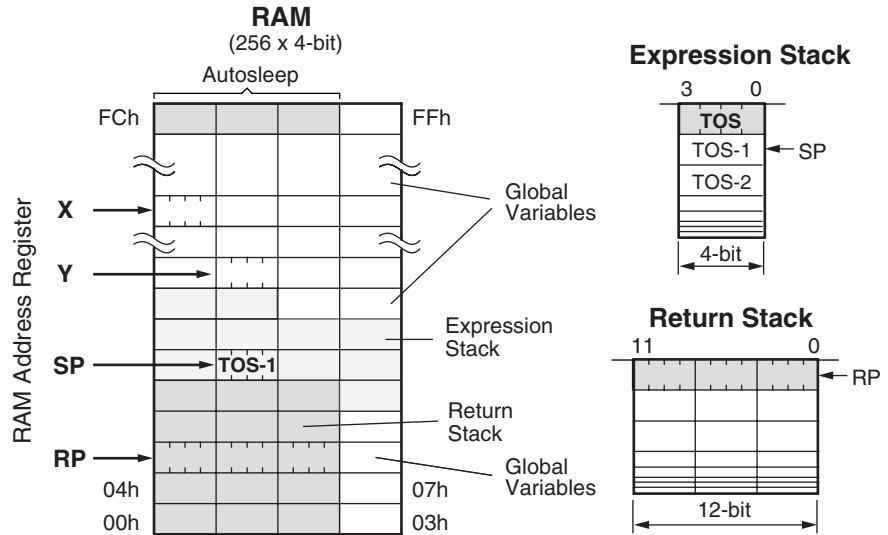 RAM
(256 x 4-bit)
Autosleep
FCh
FFh
RAM Address Register
X
Y
SP
RP
TOS-1
04h
00h
07h
03h
Global
Variables
Expression
Stack
Return
Stack
Global
Variables
Expression Stack
3 0
TOS
TOS-1
SP
TOS-2
4-bit
Return Stack
11 0
RP
12-bit